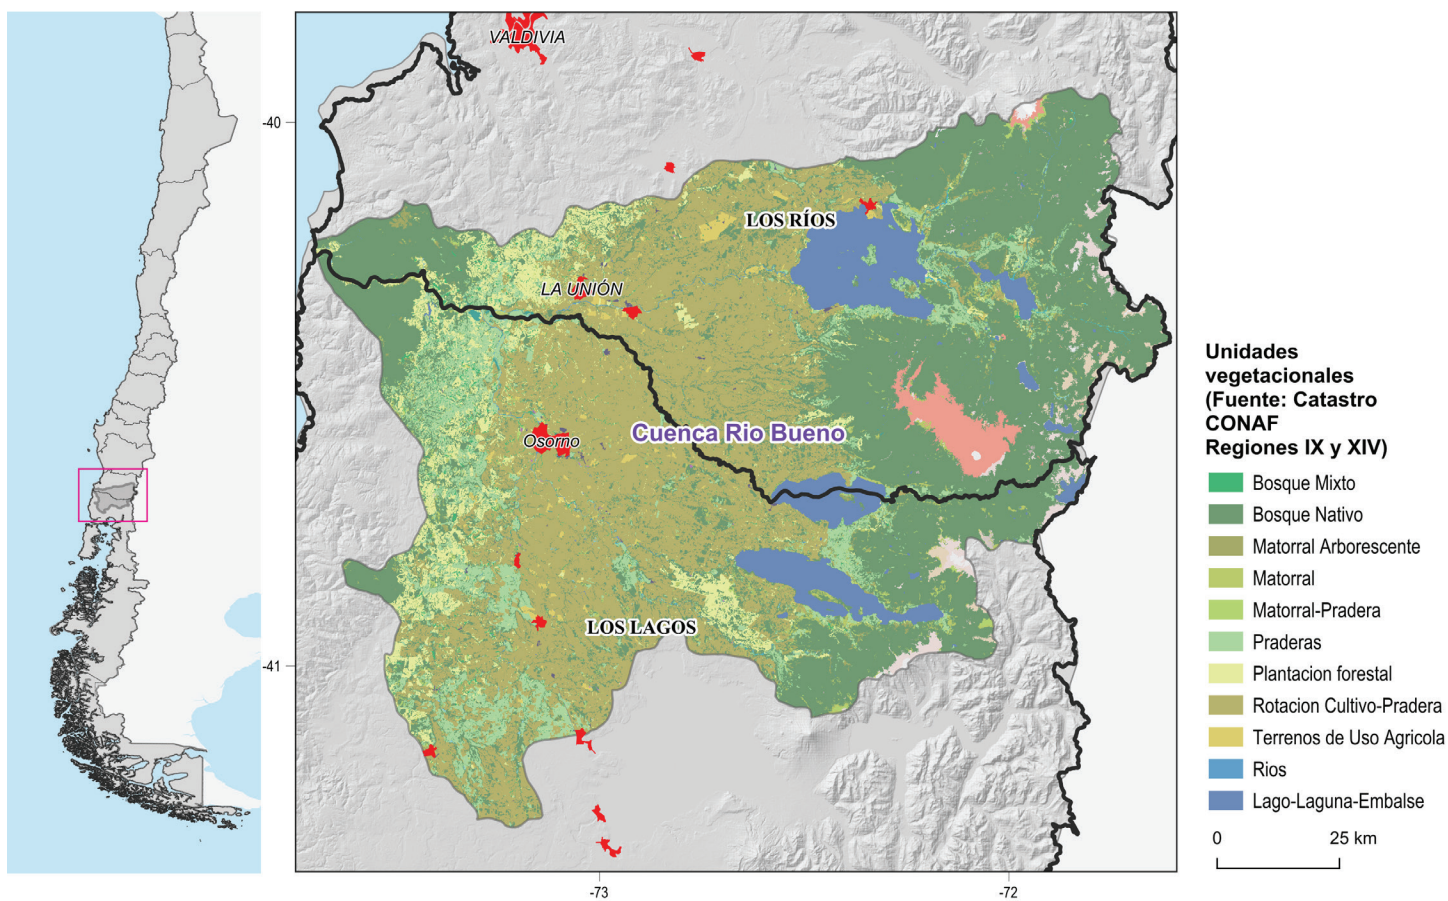 VALDIVIA
-40
LOS RÍOS
LA UNIÓN
Osorno
Cuenca Rio Bueno
LOS LAGOS
-41
-73
-72
Unidades
vegetacionales
(Fuente: Catastro
CONAF
Regiones IX y XIV)
Bosque Mixto
Bosque Nativo
Matorral Arborescente
Matorral
Matorral-Pradera
Praderas
Plantacion forestal
Rotacion Cultivo-Pradera
Terrenos de Uso Agricola
Rios
Lago-Laguna-Embalse
0 25 km